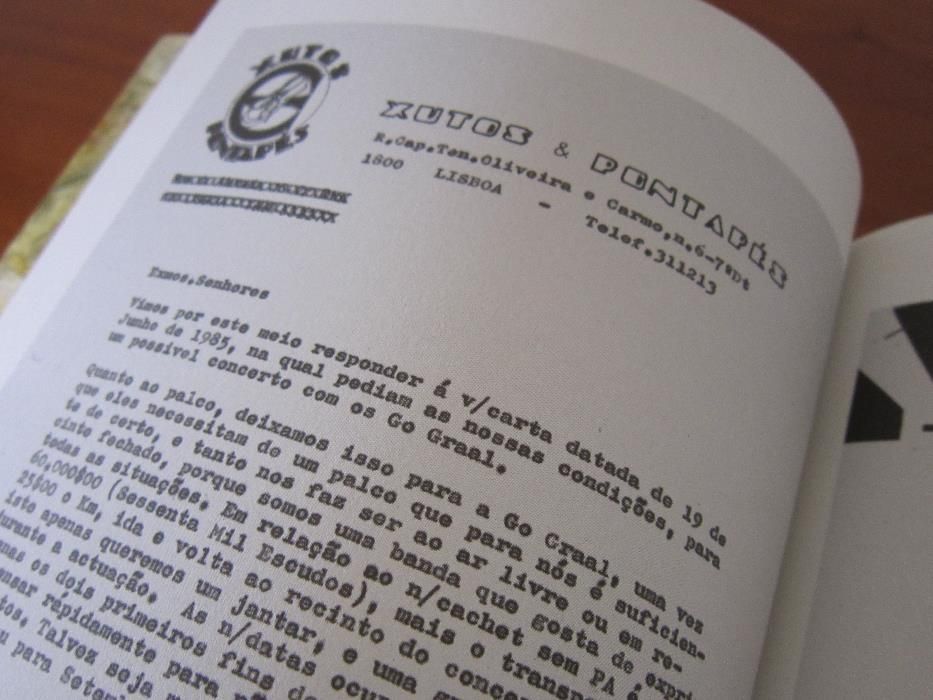 XUTOS
PONTAPÉS
XUTOS & PONTAPÉS
R.Cap.Ten.Oliveira e Carmo,n.6-7ºDt
1800 LISBOA - Telef.311213
Exmos.Senhores
Vimos por este meio responder á v/carta datada de 19 de
Junho de 1985, na qual pediam as nossas condições, para
um possivel concerto com os Go Graal.
Quanto ao palco, deixamos isso para a Go Graal, uma vez
que eles necessitam de um palco que para nós é suficien-
te de certo, e tanto nos faz ser ao ar livre ou em re-
cinto fechado, porque somos uma banda que gosta de expri
todas as situações. Em relação ao n/cachet sem PA é
60.000$00 (Sessenta Mil Escudos), mais o transp
25$00 o Km, ida e volta ao recinto do conce
isto apenas queremos um jantar, e uma
durante a actuação. As n/datas ocu
os dois primeiros fins de
rápidamente para
Talvez seja
para Setem